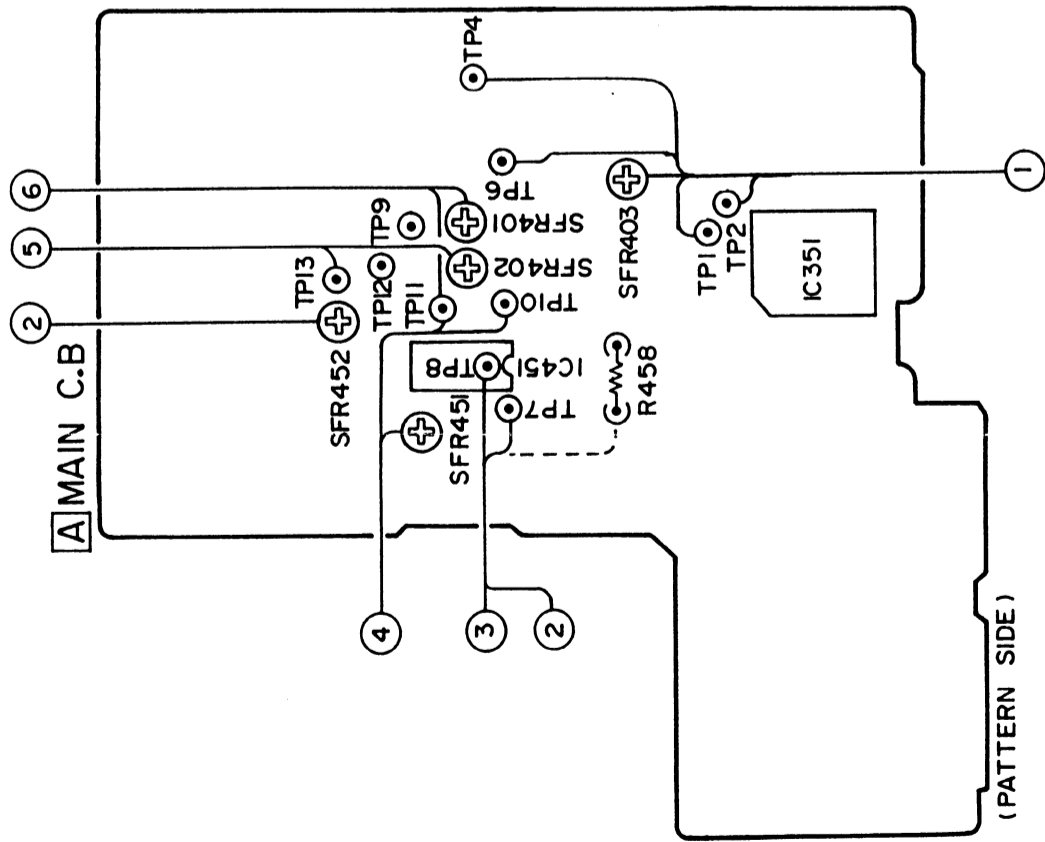 A MAIN C.B
6
5
2
TP4
TP6
TP9
SFR401
TP13
TP12
SFR402
TP11
TP10
SFR452
TP8
IC451
SFR451
TP7
SFR403
TP1
TP2
IC351
R458
1
4
3
2
(PATTERN SIDE)